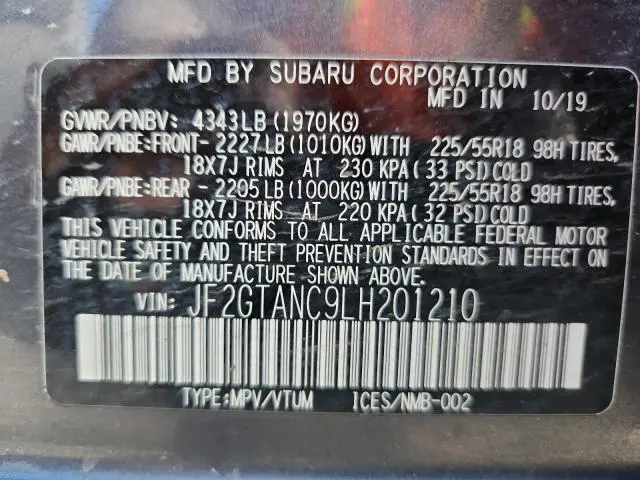 MFD BY SUBARU CORPORATION
MFD IN 10/19
GVWR/PNBV: 4343LB(1970KG)
GAWR/PNBE:FRONT- 2227LB(1010KG)WITH 225/55R18 98H TIRES,
18X7J RIMS AT 230 KPA(33 PSI)COLD
GAWR/PNBE:REAR - 2205LB(1000KG)WITH 225/55R18 98H TIRES,
18X7J RIMS AT 220 KPA(32 PSI)COLD
THIS VEHICLE CONFORMS TO ALL APPLICABLE FEDERAL MOTOR
VEHICLE SAFETY AND THEFT PREVENTION STANDARDS IN EFFECT ON
THE DATE OF MANUFACTURE SHOWN ABOVE.
VIN: JF2GTANC9LH201210
TYPE:MPV/VTUM ICES/NMB-002